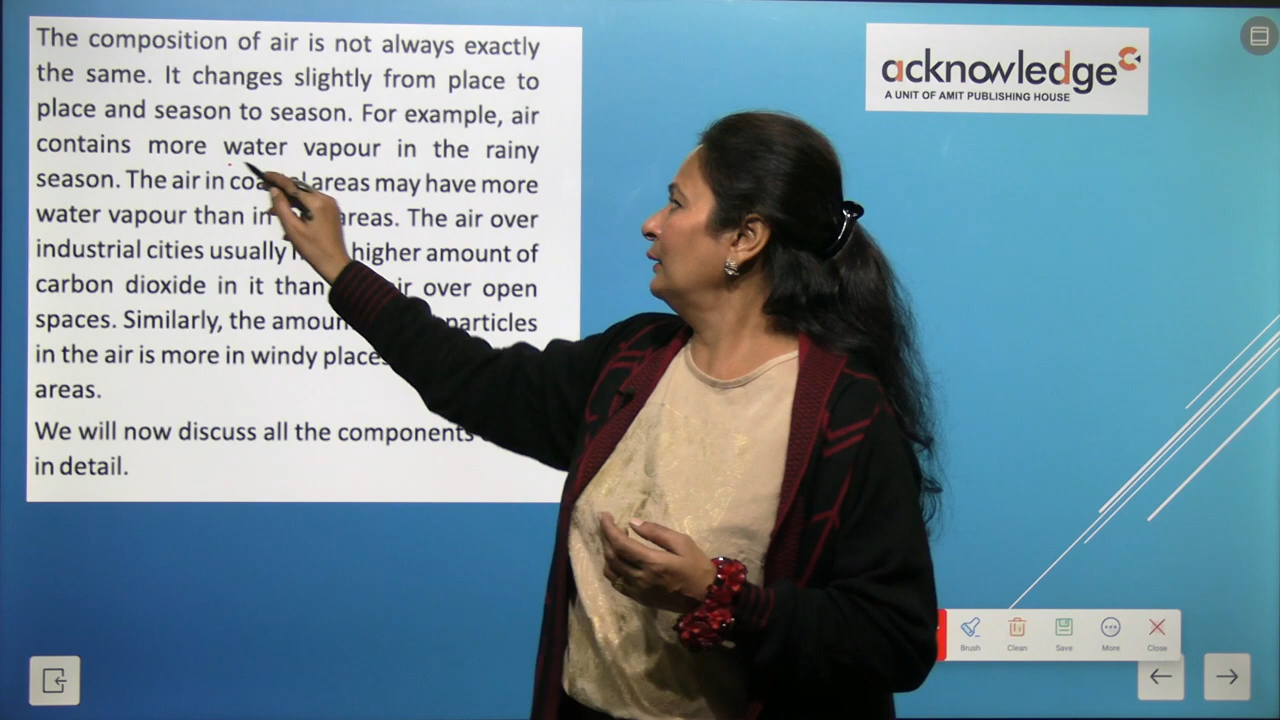 The composition of air is not always exactly
the same. It changes slightly from place to
place and season to season. For example, air
contains more water vapour in the rainy
season. The air in areas may have more
water vapour than in areas. The air over
industrial cities usually higher amount of
carbon dioxide in it than over open
spaces. Similarly, the particles
in the air is more in windy places
areas.
We will now discuss all the components
in detail.
acknowledge
A UNIT OF AMIT PUBLISHING HOUSE
Brush Clean Save More Close